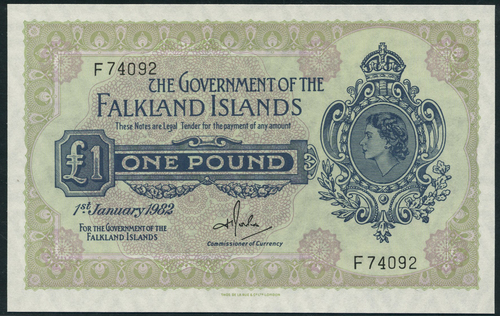 F 74092
THE GOVERNMENT OF THE
FALKLAND ISLANDS
These Notes are Legal Tender for the payment of any amount
£1 ONE POUND
1st January 1982
FOR THE GOVERNMENT OF THE
FALKLAND ISLANDS
Commissioner of Currency
F 74092